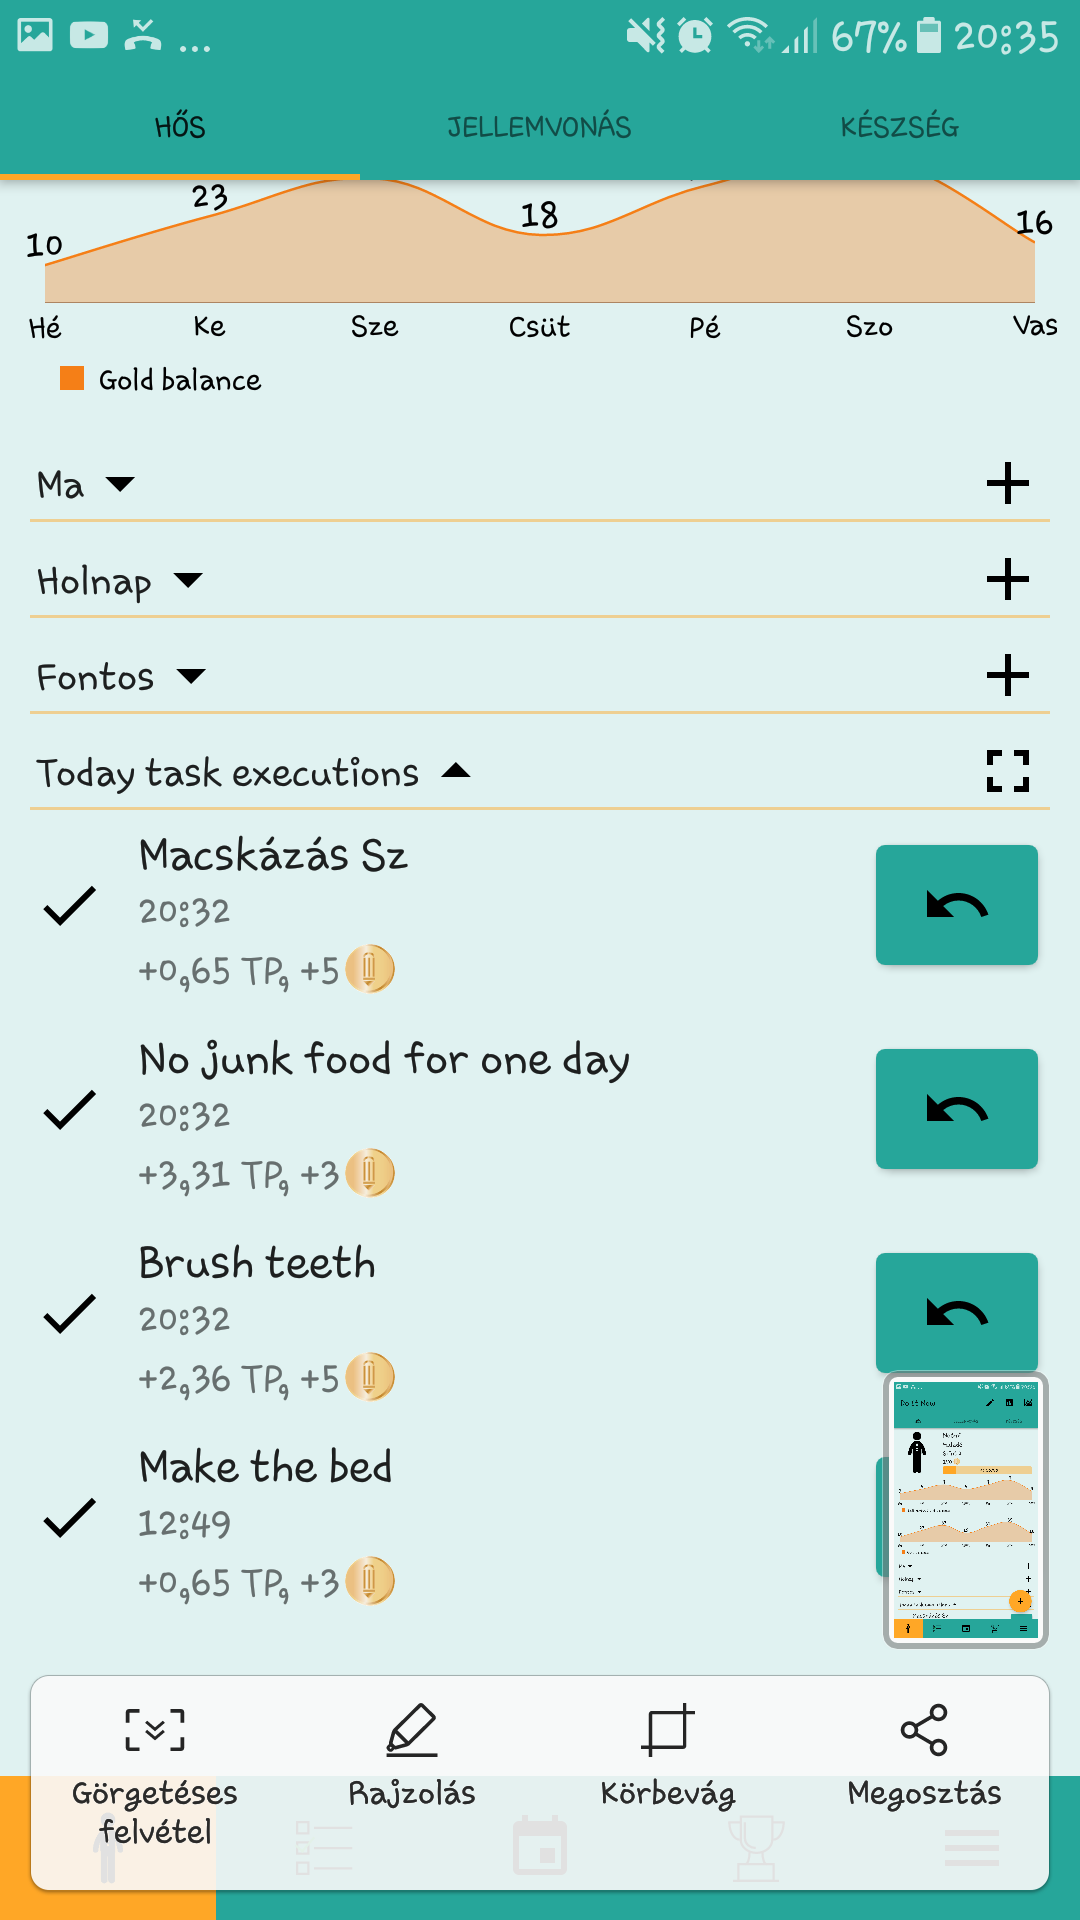 67% 20:35
HŐS JELLEMVONÁS KÉSZSÉG
10 23 18 16
Hé Ke Sze Csüt Pé Szo Vas
Gold balance
Ma
Holnap
Fontos
Today task executions
Macskázás Sz
20:32
+0,65 TP, +5
No junk food for one day
20:32
+3,31 TP, +3
Brush teeth
20:32
+2,36 TP, +5
Make the bed
12:49
+0,65 TP, +3
Do It Now
Görgetéses felvétel
Rajzolás
Körbevág
Megosztás